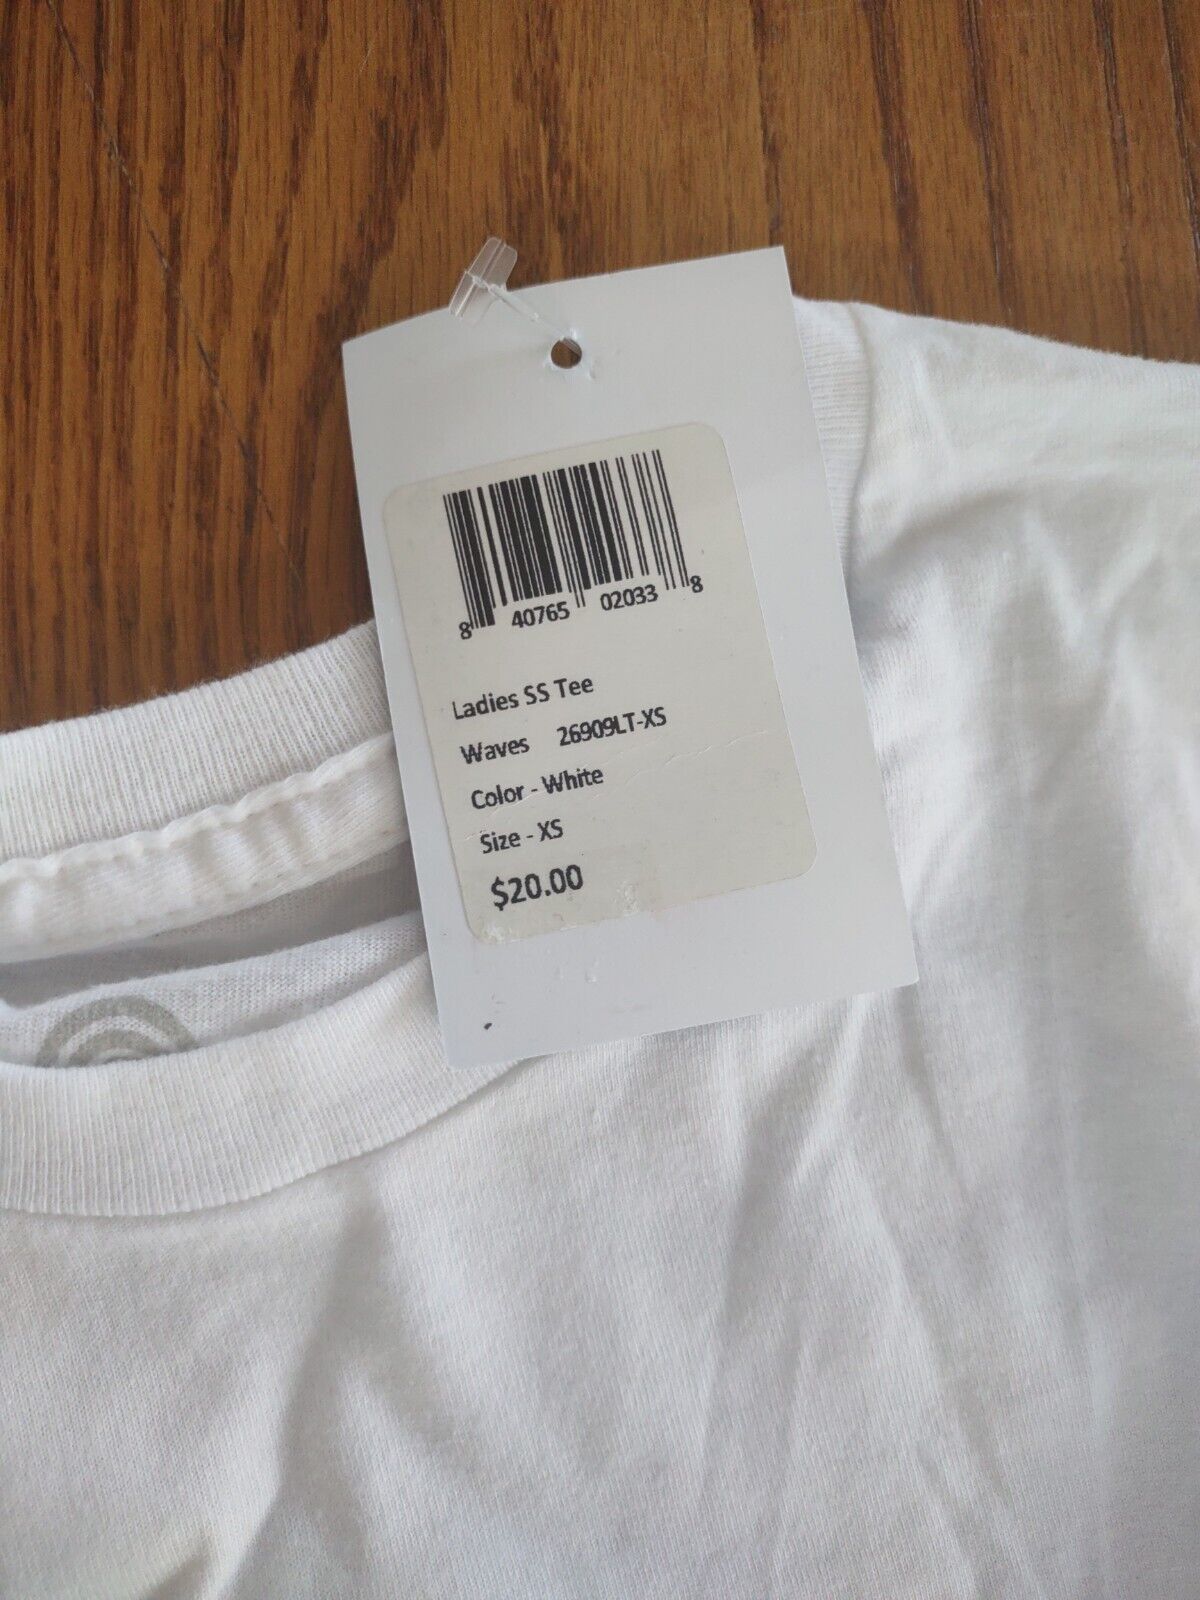 8 40765 02033 8
Ladies SS Tee
Waves 26909LT-XS
Color - White
Size - XS
$20.00